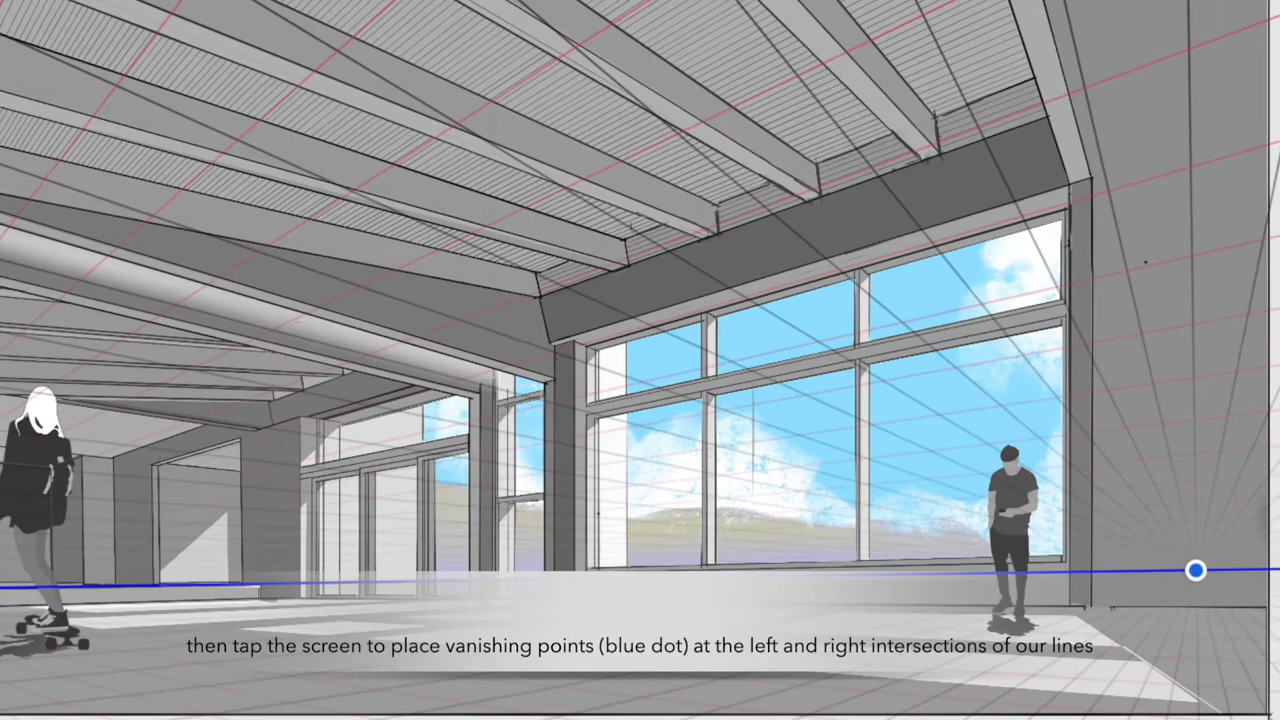 then tap the screen to place vanishing points (blue dot) at the left and right intersections of our lines